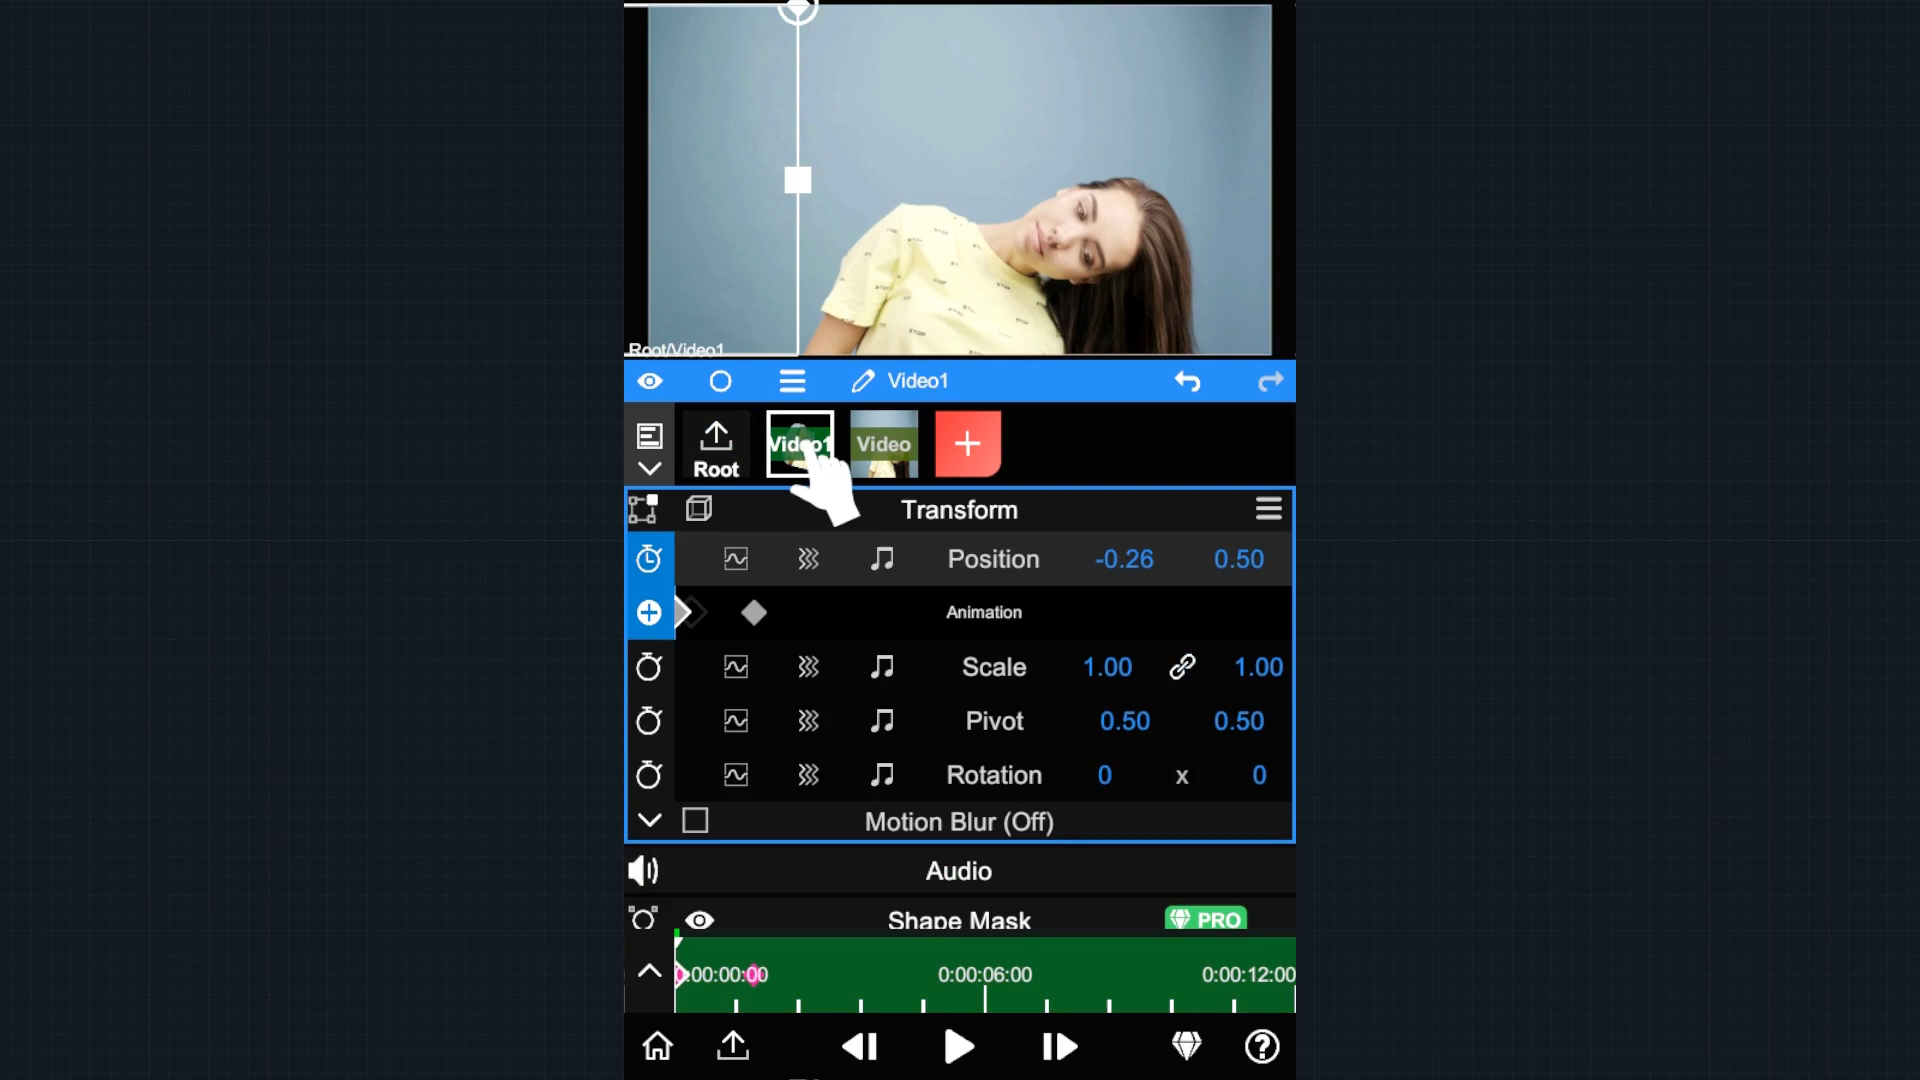 Root/Video1
Video1
Root
Video1
Video
Transform
Position -0.26 0.50
Animation
Scale 1.00 1.00
Pivot 0.50 0.50
Rotation 0 x 0
Motion Blur (Off)
Audio
Shape Mask PRO
:00:00:00 0:00:06:00 0:00:12:00